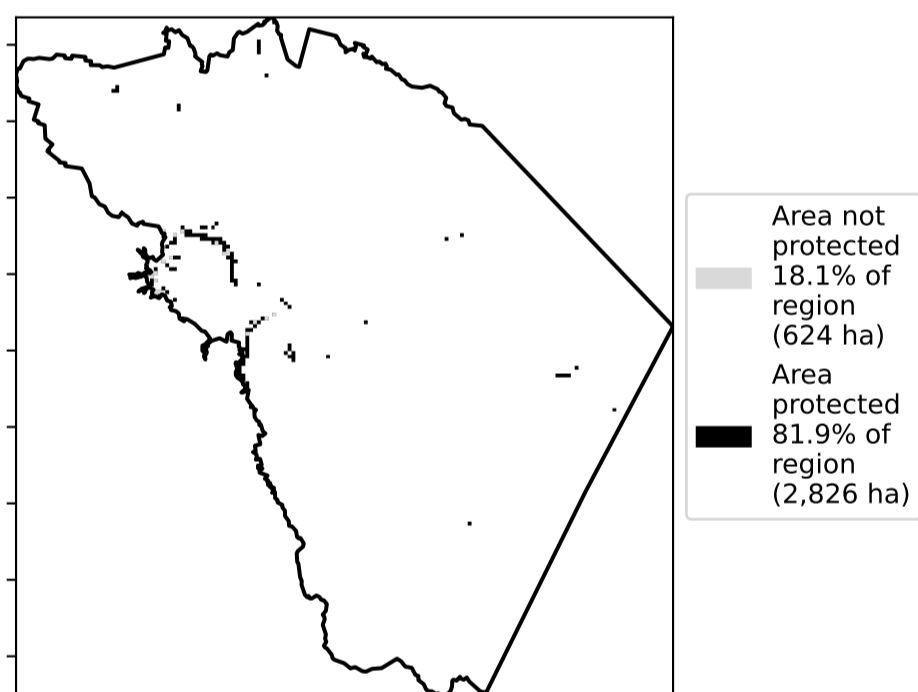 Area not
protected
18.1% of
region
(624 ha)
Area
protected
81.9% of
region
(2,826 ha)